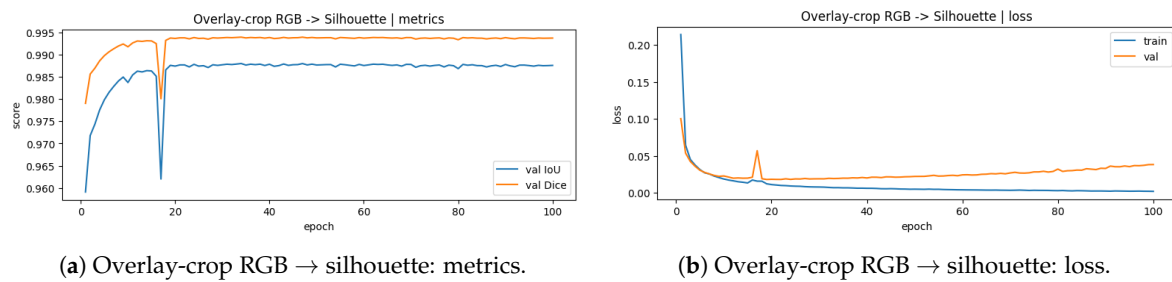 Overlay-crop RGB -> Silhouette | metrics
0.995
0.990
0.985
0.980
0.975
0.970
0.965
0.960
score
val IoU
val Dice
0 20 40 60 80 100
epoch
(a) Overlay-crop RGB → silhouette: metrics.
Overlay-crop RGB -> Silhouette | loss
0.20
0.15
0.10
0.05
0.00
loss
train
val
0 20 40 60 80 100
epoch
(b) Overlay-crop RGB → silhouette: loss.